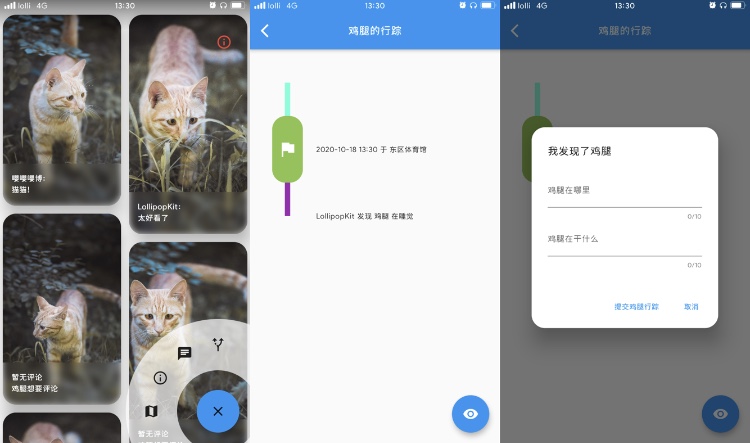 lolli 4G 13:30
嘤嘤嘤博：
猫猫！
LollipopKit：
太好看了
暂无评论
鸡腿想要评论
暂无评论
lolli 4G 13:30
鸡腿的行踪
2020-10-18 13:30 于 东区体育馆
LollipopKit 发现 鸡腿 在睡觉
lolli 4G 13:30
鸡腿的行踪
我发现了鸡腿
鸡腿在哪里
0/10
鸡腿在干什么
0/10
提交鸡腿行踪 取消